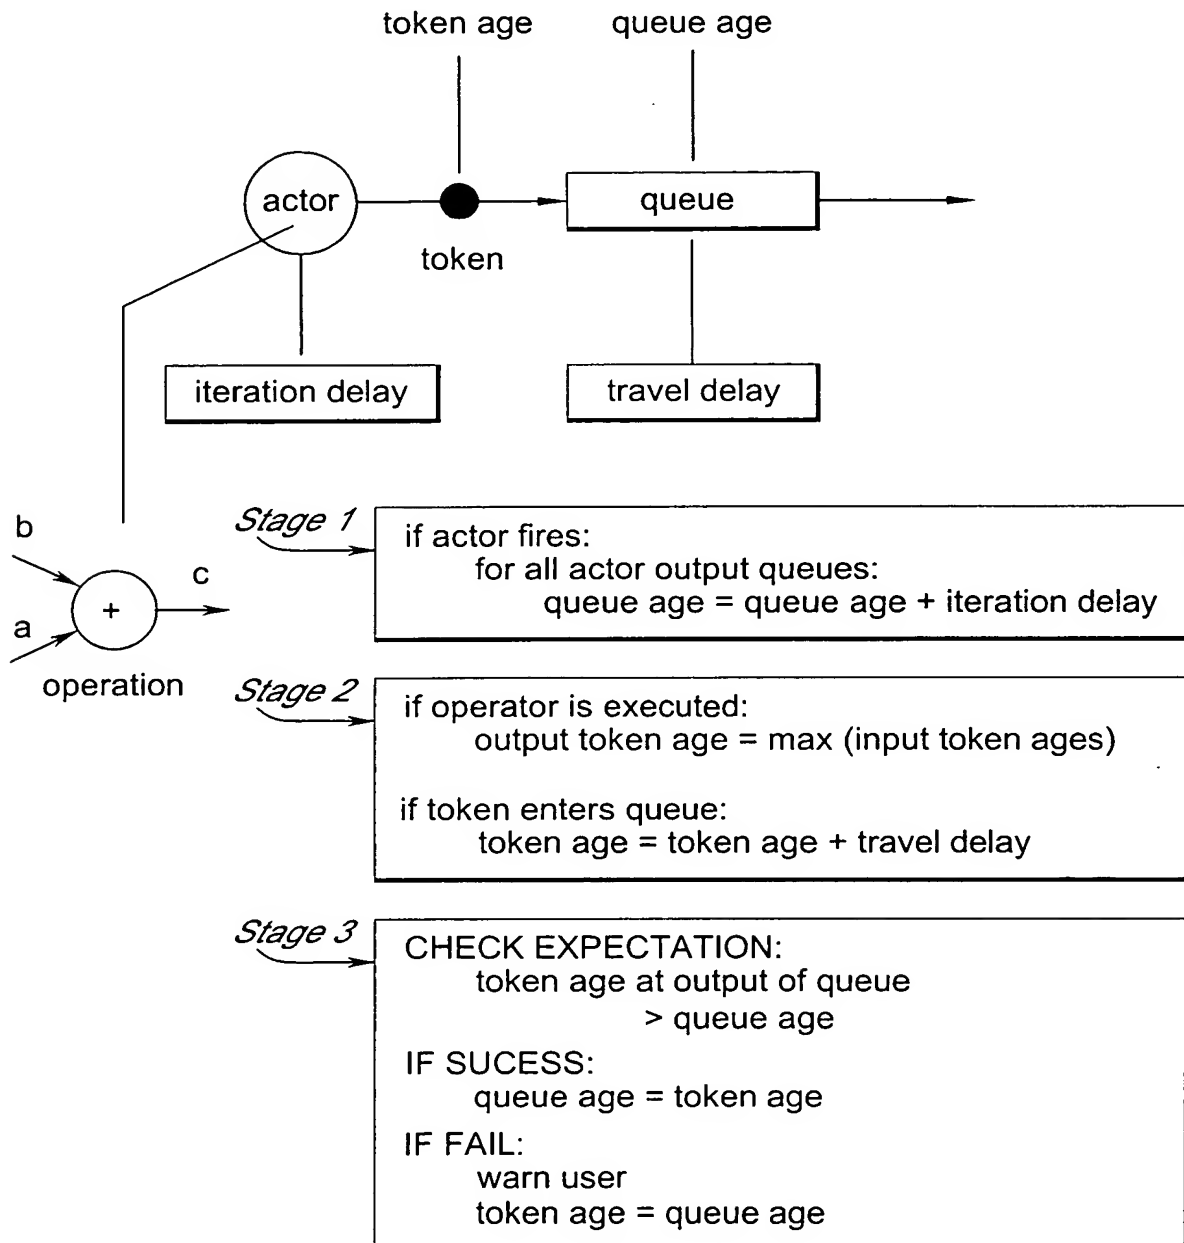 token age
queue age
actor
queue
token
iteration delay
travel delay
b
c
+
a
operation
Stage 1
if actor fires:
for all actor output queues:
queue age = queue age + iteration delay
Stage 2
if operator is executed:
output token age = max (input token ages)
if token enters queue:
token age = token age + travel delay
Stage 3
CHECK EXPECTATION:
token age at output of queue
> queue age
IF SUCESS:
queue age = token age
IF FAIL:
warn user
token age = queue age